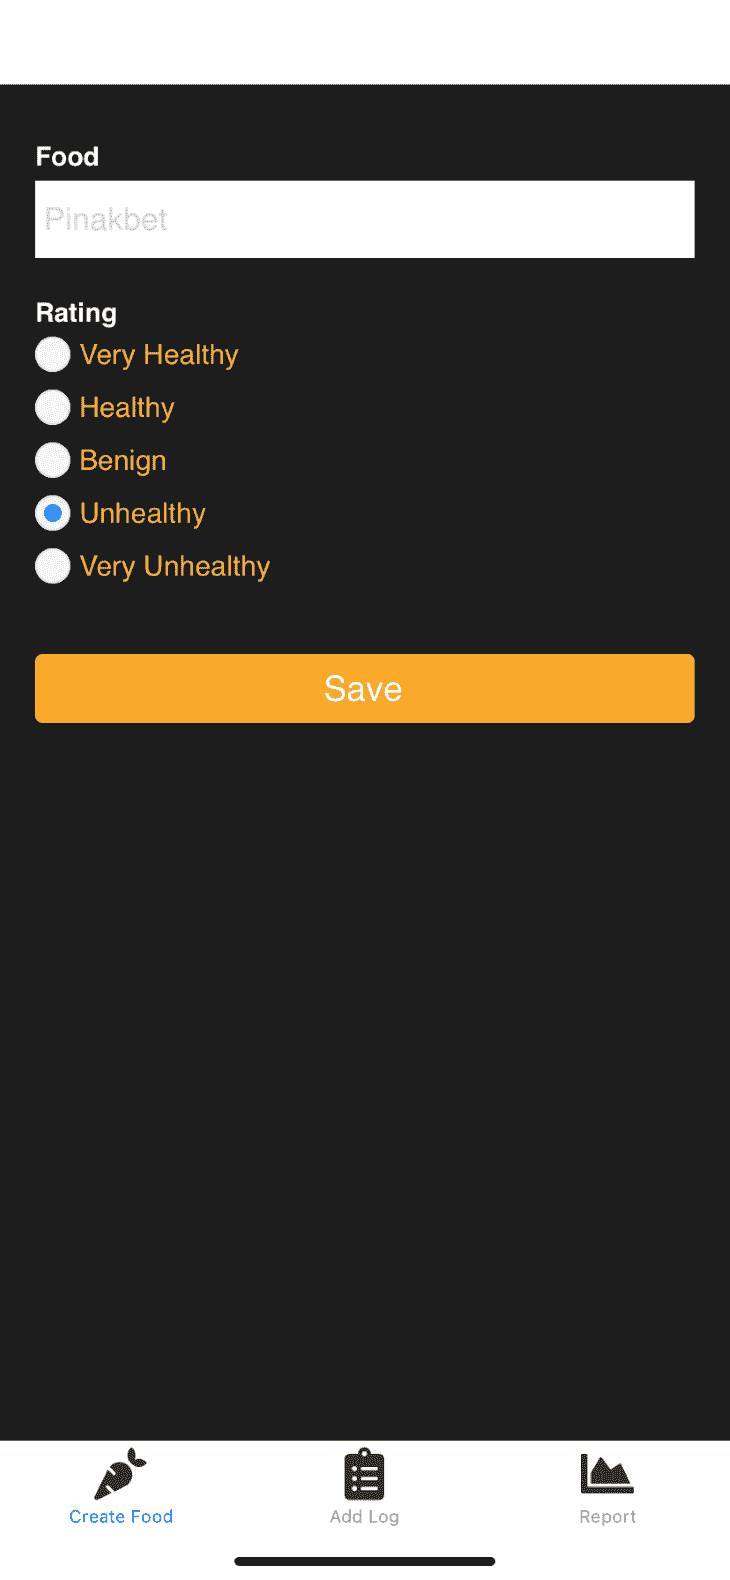 Food
Pinakbet
Rating
Very Healthy
Healthy
Benign
Unhealthy
Very Unhealthy
Save
Create Food
Add Log
Report